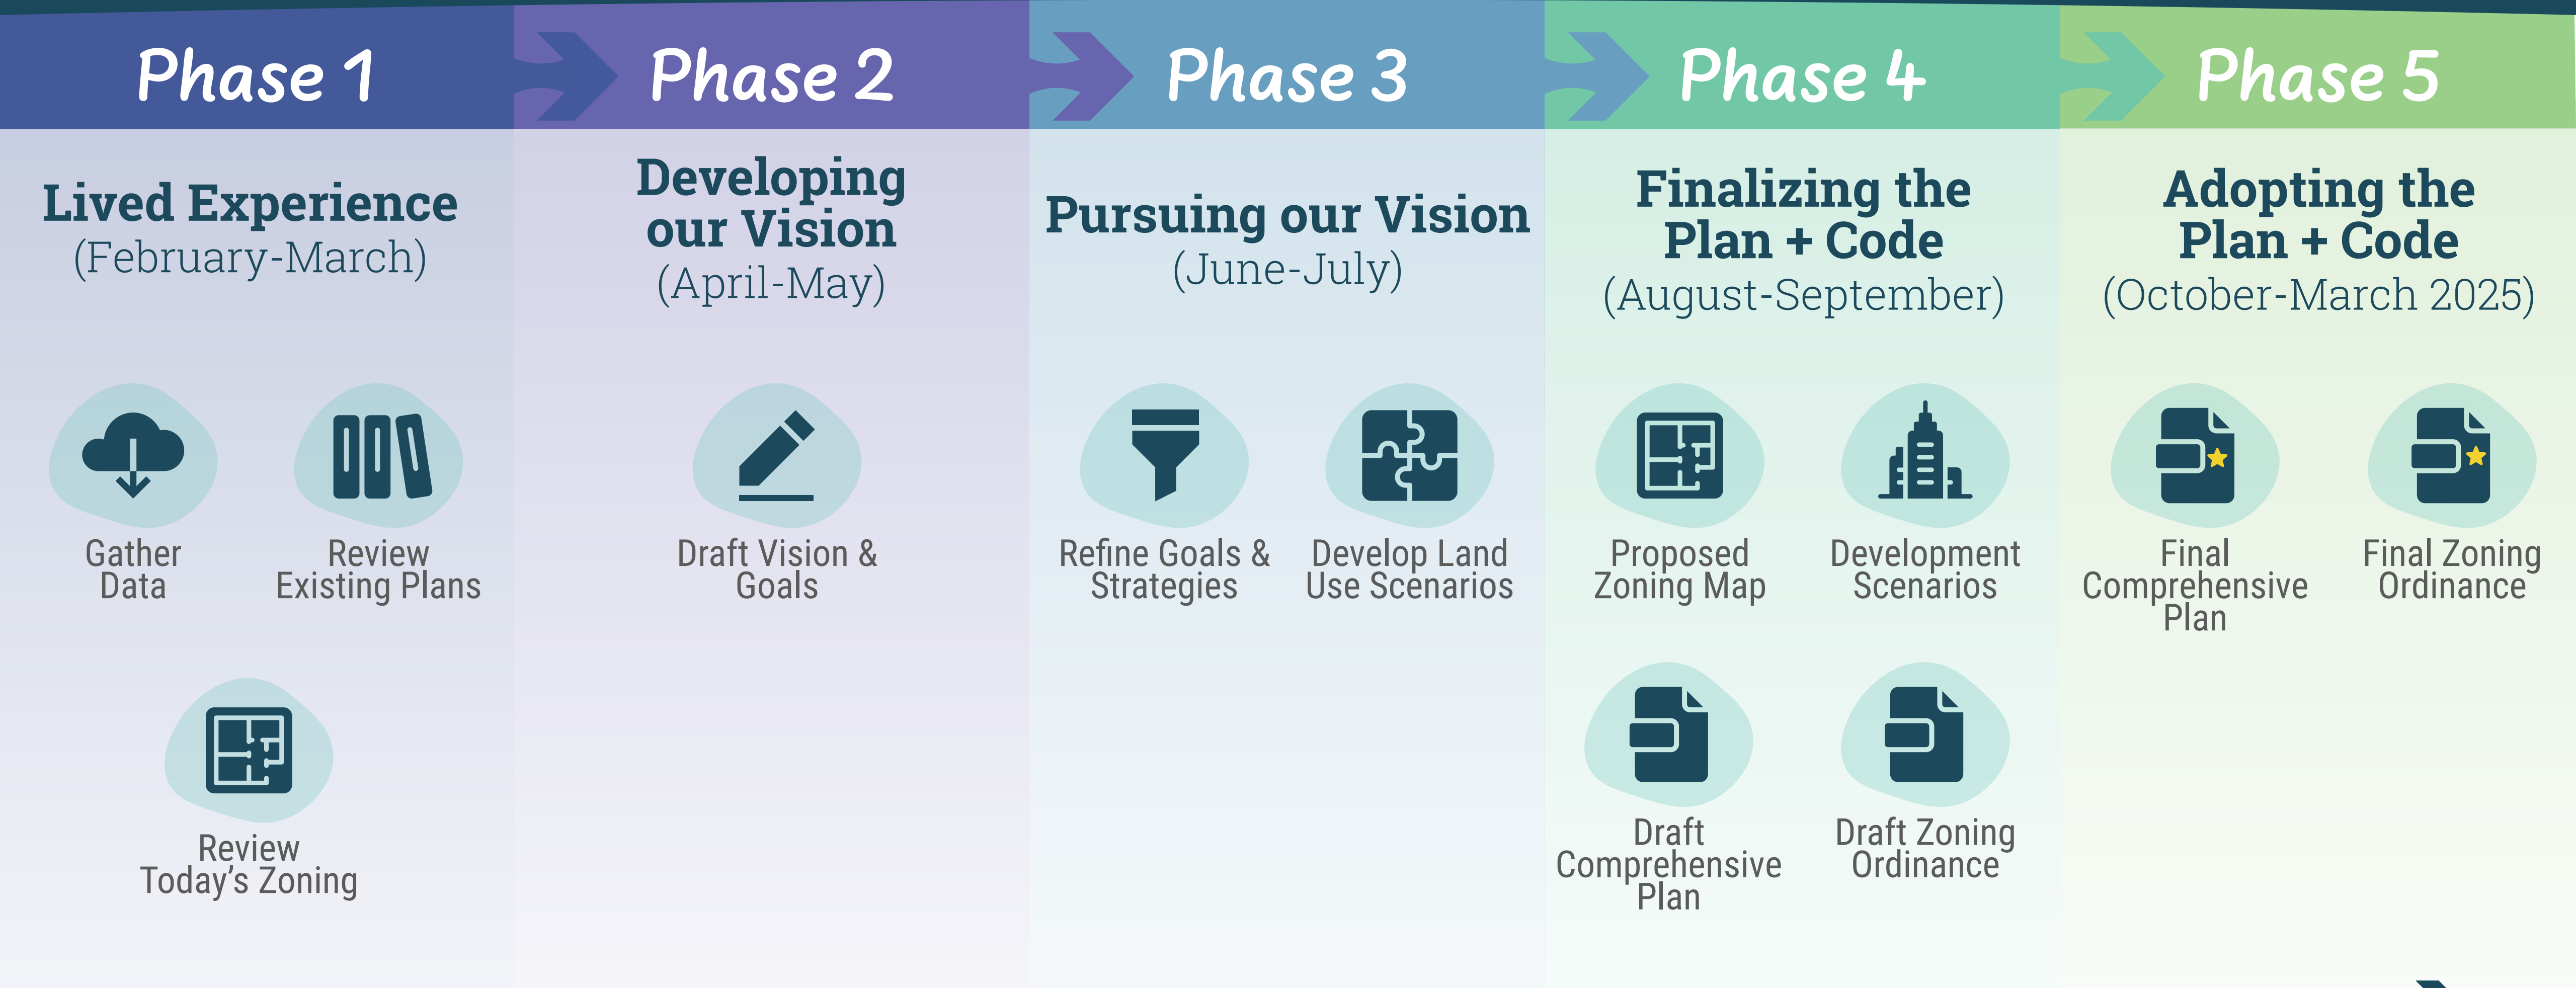 Phase 1
Phase 2
Phase 3
Phase 4
Phase 5
Lived Experience
(February-March)
Developing
our Vision
(April-May)
Pursuing our Vision
(June-July)
Finalizing the
Plan + Code
(August-September)
Adopting the
Plan + Code
(October-March 2025)
Gather
Data
Review
Existing Plans
Review
Today’s Zoning
Draft Vision &
Goals
Refine Goals &
Strategies
Develop Land
Use Scenarios
Proposed
Zoning Map
Development
Scenarios
Draft
Comprehensive
Plan
Draft Zoning
Ordinance
Final
Comprehensive
Plan
Final Zoning
Ordinance